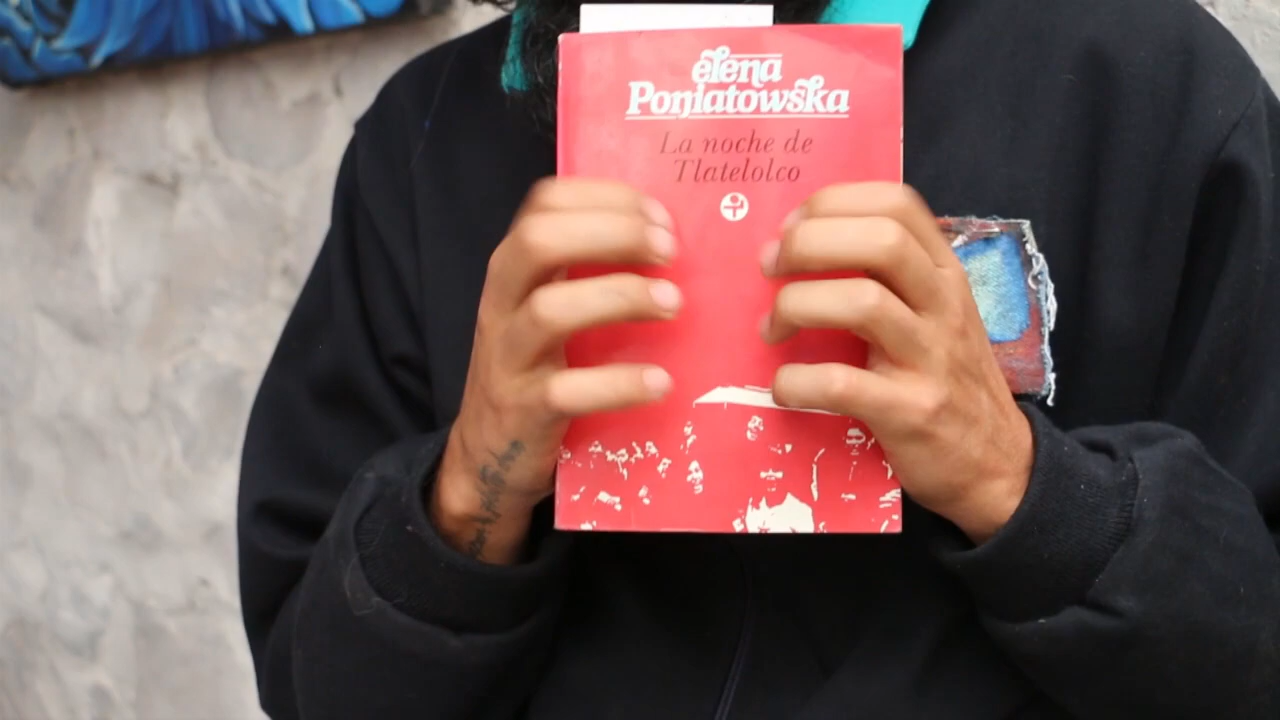 elena
Poniatowska
La noche de
Tlatelolco